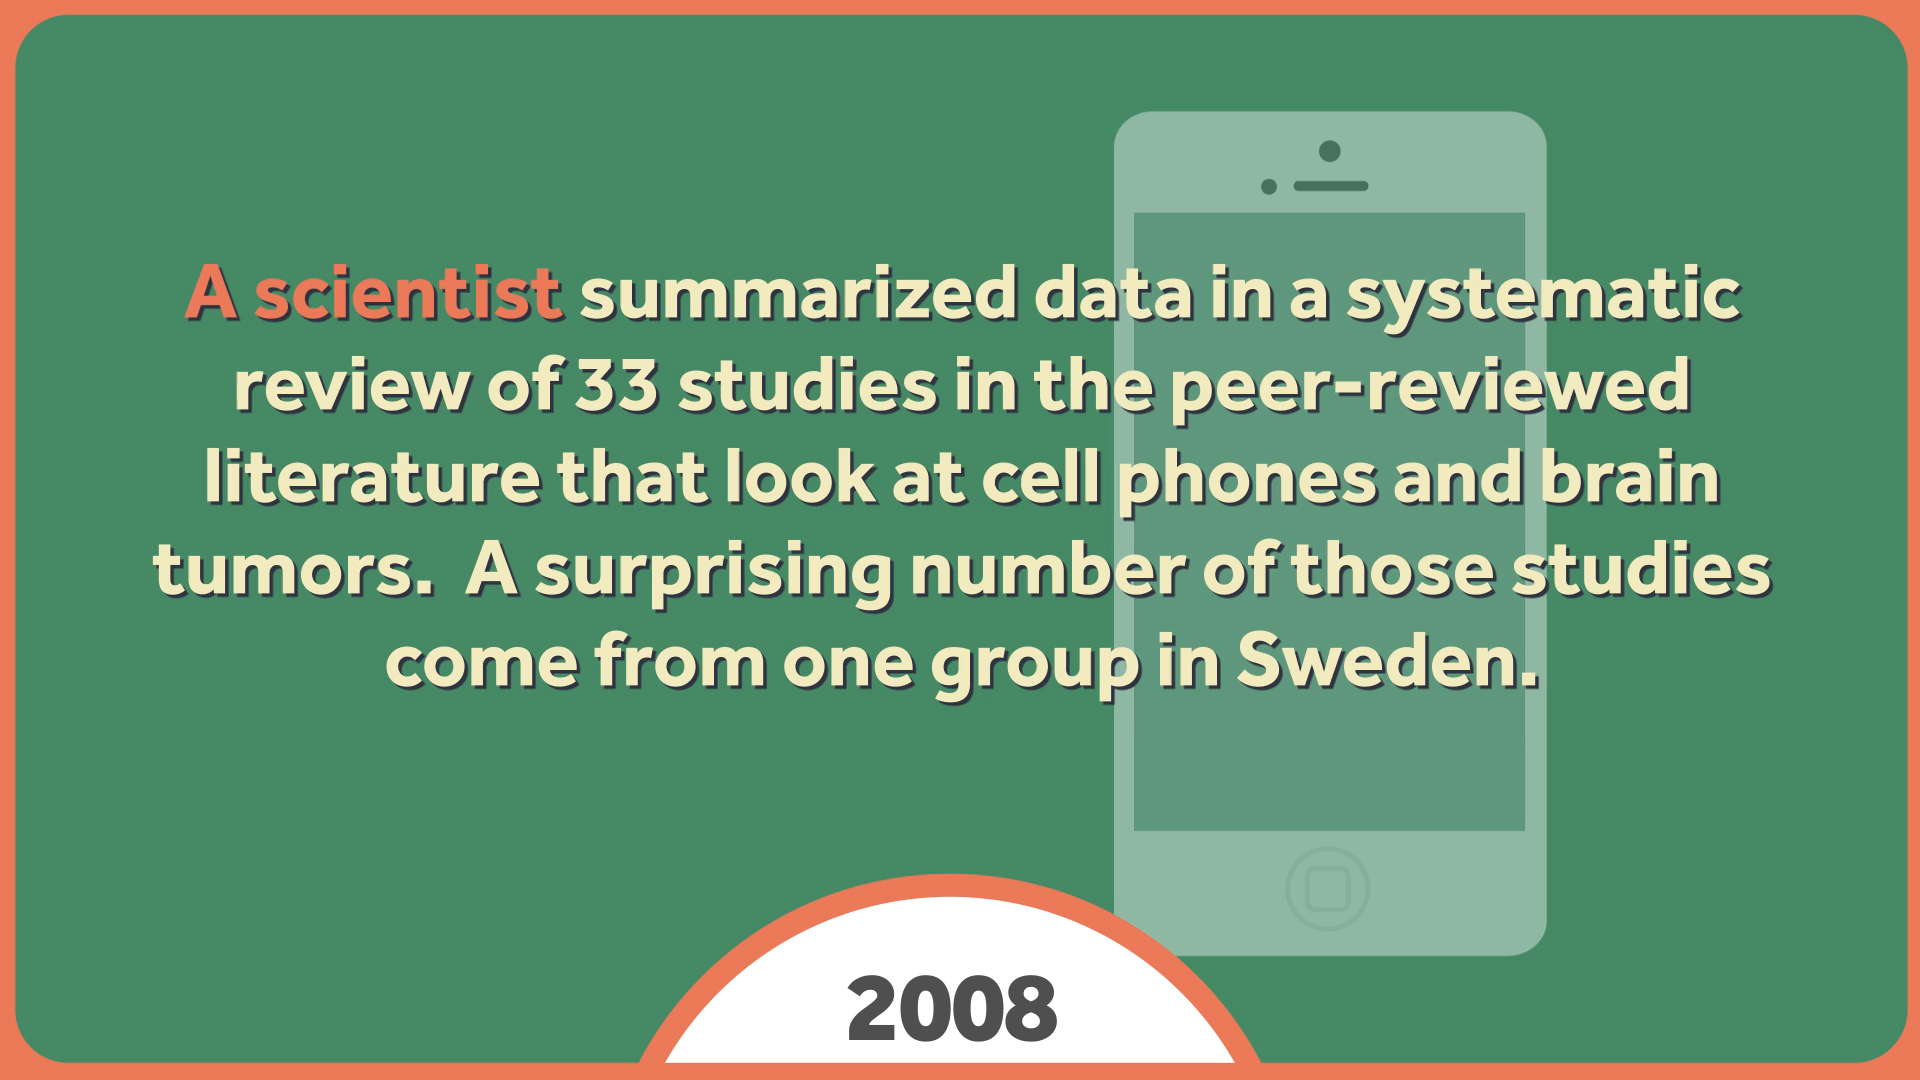 A scientist summarized data in a systematic
review of 33 studies in the peer-reviewed
literature that look at cell phones and brain
tumors.  A surprising number of those studies
come from one group in Sweden.
2008